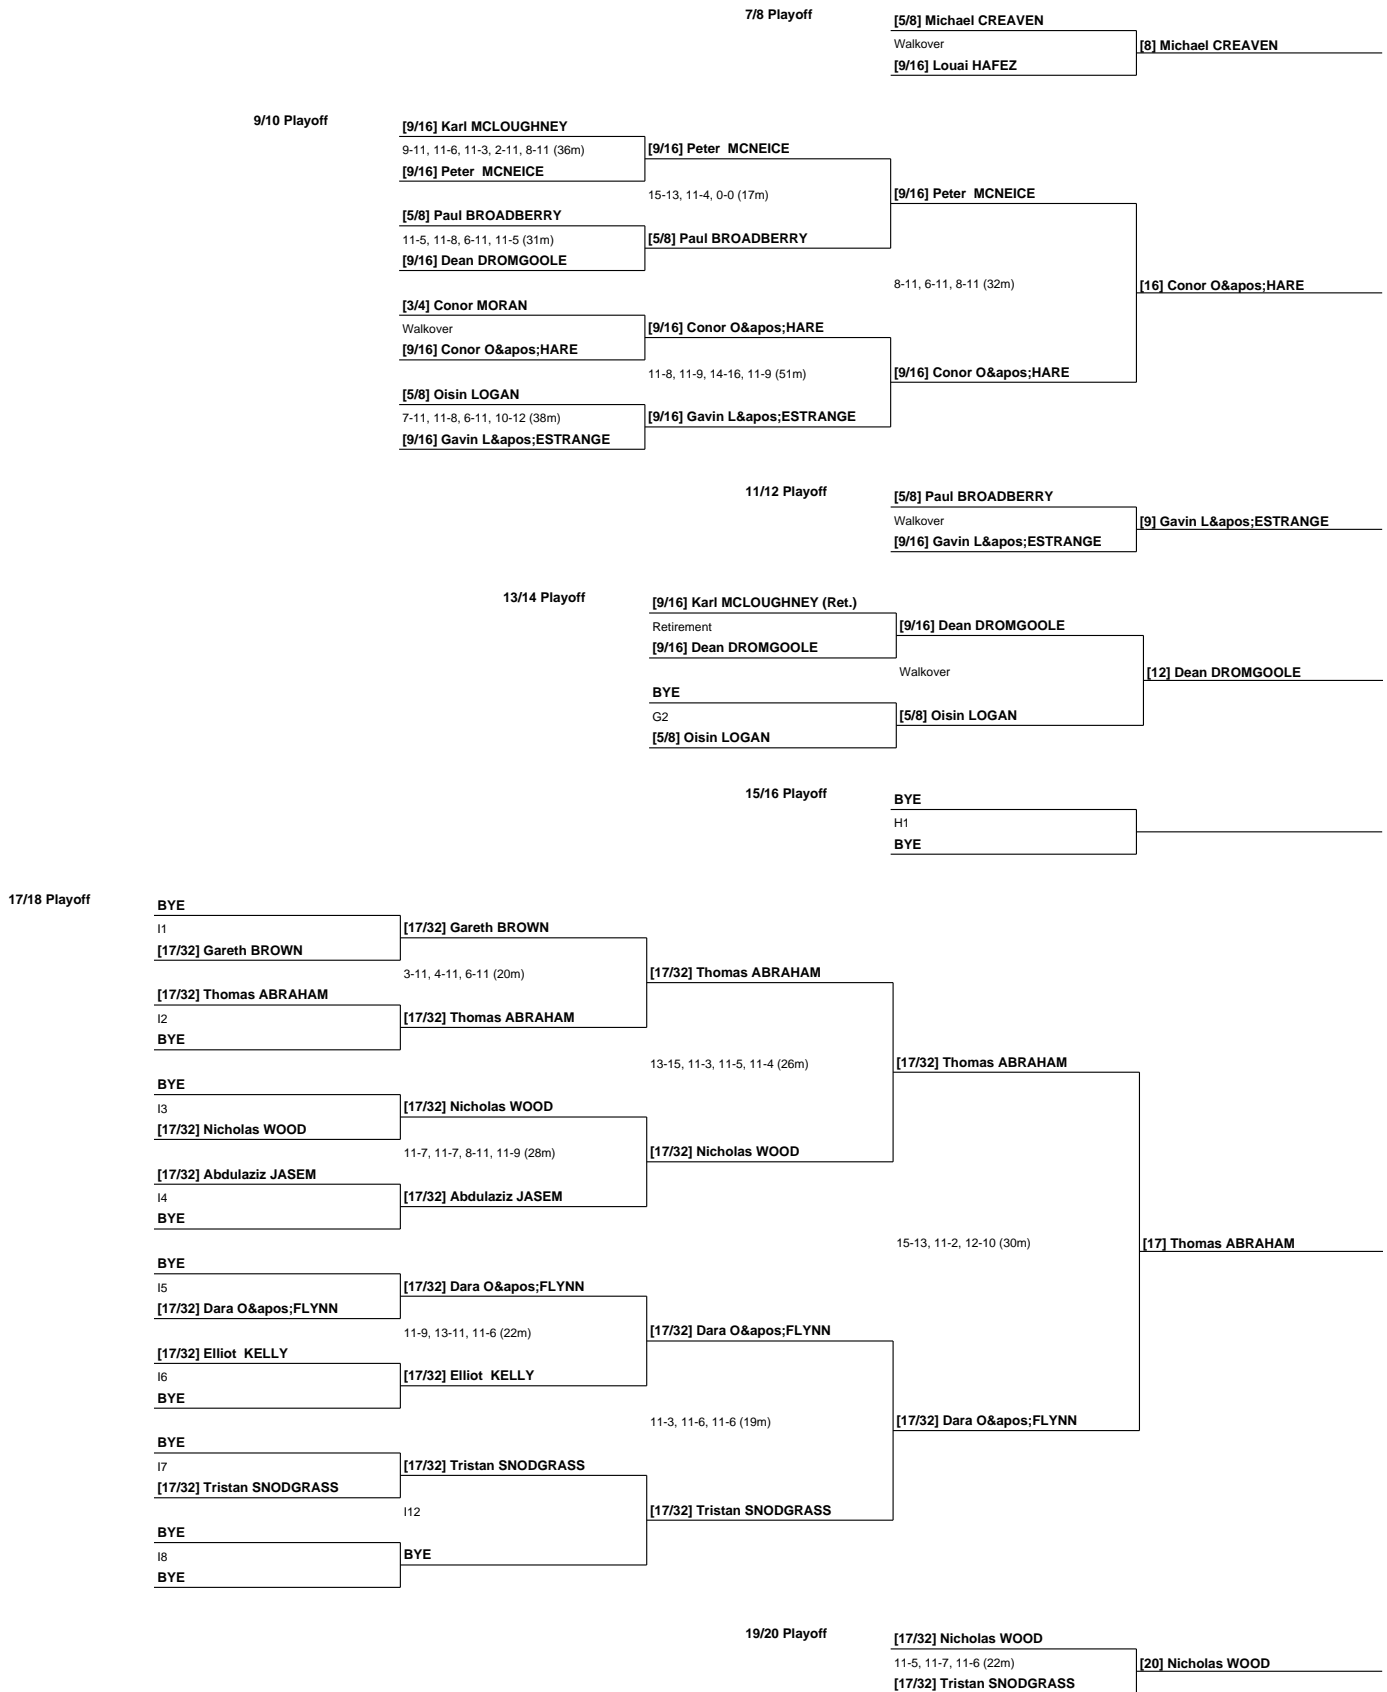 7/8 Playoff
[5/8] Michael CREAVEN
Walkover
[8] Michael CREAVEN
[9/16] Louai HAFEZ
9/10 Playoff
[9/16] Karl MCLOUGHNEY
9-11, 11-6, 11-3, 2-11, 8-11 (36m)
[9/16] Peter  MCNEICE
[9/16] Peter  MCNEICE
15-13, 11-4, 0-0 (17m)
[9/16] Peter  MCNEICE
[5/8] Paul BROADBERRY
11-5, 11-8, 6-11, 11-5 (31m)
[5/8] Paul BROADBERRY
[9/16] Dean DROMGOOLE
8-11, 6-11, 8-11 (32m)
[16] Conor O&apos;HARE
[3/4] Conor MORAN
Walkover
[9/16] Conor O&apos;HARE
[9/16] Conor O&apos;HARE
11-8, 11-9, 14-16, 11-9 (51m)
[9/16] Conor O&apos;HARE
[5/8] Oisin LOGAN
7-11, 11-8, 6-11, 10-12 (38m)
[9/16] Gavin L&apos;ESTRANGE
[9/16] Gavin L&apos;ESTRANGE
11/12 Playoff
[5/8] Paul BROADBERRY
Walkover
[9] Gavin L&apos;ESTRANGE
[9/16] Gavin L&apos;ESTRANGE
13/14 Playoff
[9/16] Karl MCLOUGHNEY (Ret.)
Retirement
[9/16] Dean DROMGOOLE
[9/16] Dean DROMGOOLE
Walkover
[12] Dean DROMGOOLE
BYE
G2
[5/8] Oisin LOGAN
[5/8] Oisin LOGAN
15/16 Playoff
BYE
H1
BYE
17/18 Playoff
BYE
I1
[17/32] Gareth BROWN
[17/32] Gareth BROWN
3-11, 4-11, 6-11 (20m)
[17/32] Thomas ABRAHAM
[17/32] Thomas ABRAHAM
I2
[17/32] Thomas ABRAHAM
BYE
13-15, 11-3, 11-5, 11-4 (26m)
[17/32] Thomas ABRAHAM
BYE
I3
[17/32] Nicholas WOOD
[17/32] Nicholas WOOD
11-7, 11-7, 8-11, 11-9 (28m)
[17/32] Nicholas WOOD
[17/32] Abdulaziz JASEM
I4
[17/32] Abdulaziz JASEM
BYE
15-13, 11-2, 12-10 (30m)
[17] Thomas ABRAHAM
BYE
I5
[17/32] Dara O&apos;FLYNN
[17/32] Dara O&apos;FLYNN
11-9, 13-11, 11-6 (22m)
[17/32] Dara O&apos;FLYNN
[17/32] Elliot  KELLY
I6
[17/32] Elliot  KELLY
BYE
11-3, 11-6, 11-6 (19m)
[17/32] Dara O&apos;FLYNN
BYE
I7
[17/32] Tristan SNODGRASS
[17/32] Tristan SNODGRASS
I12
[17/32] Tristan SNODGRASS
BYE
I8
BYE
BYE
19/20 Playoff
[17/32] Nicholas WOOD
11-5, 11-7, 11-6 (22m)
[20] Nicholas WOOD
[17/32] Tristan SNODGRASS